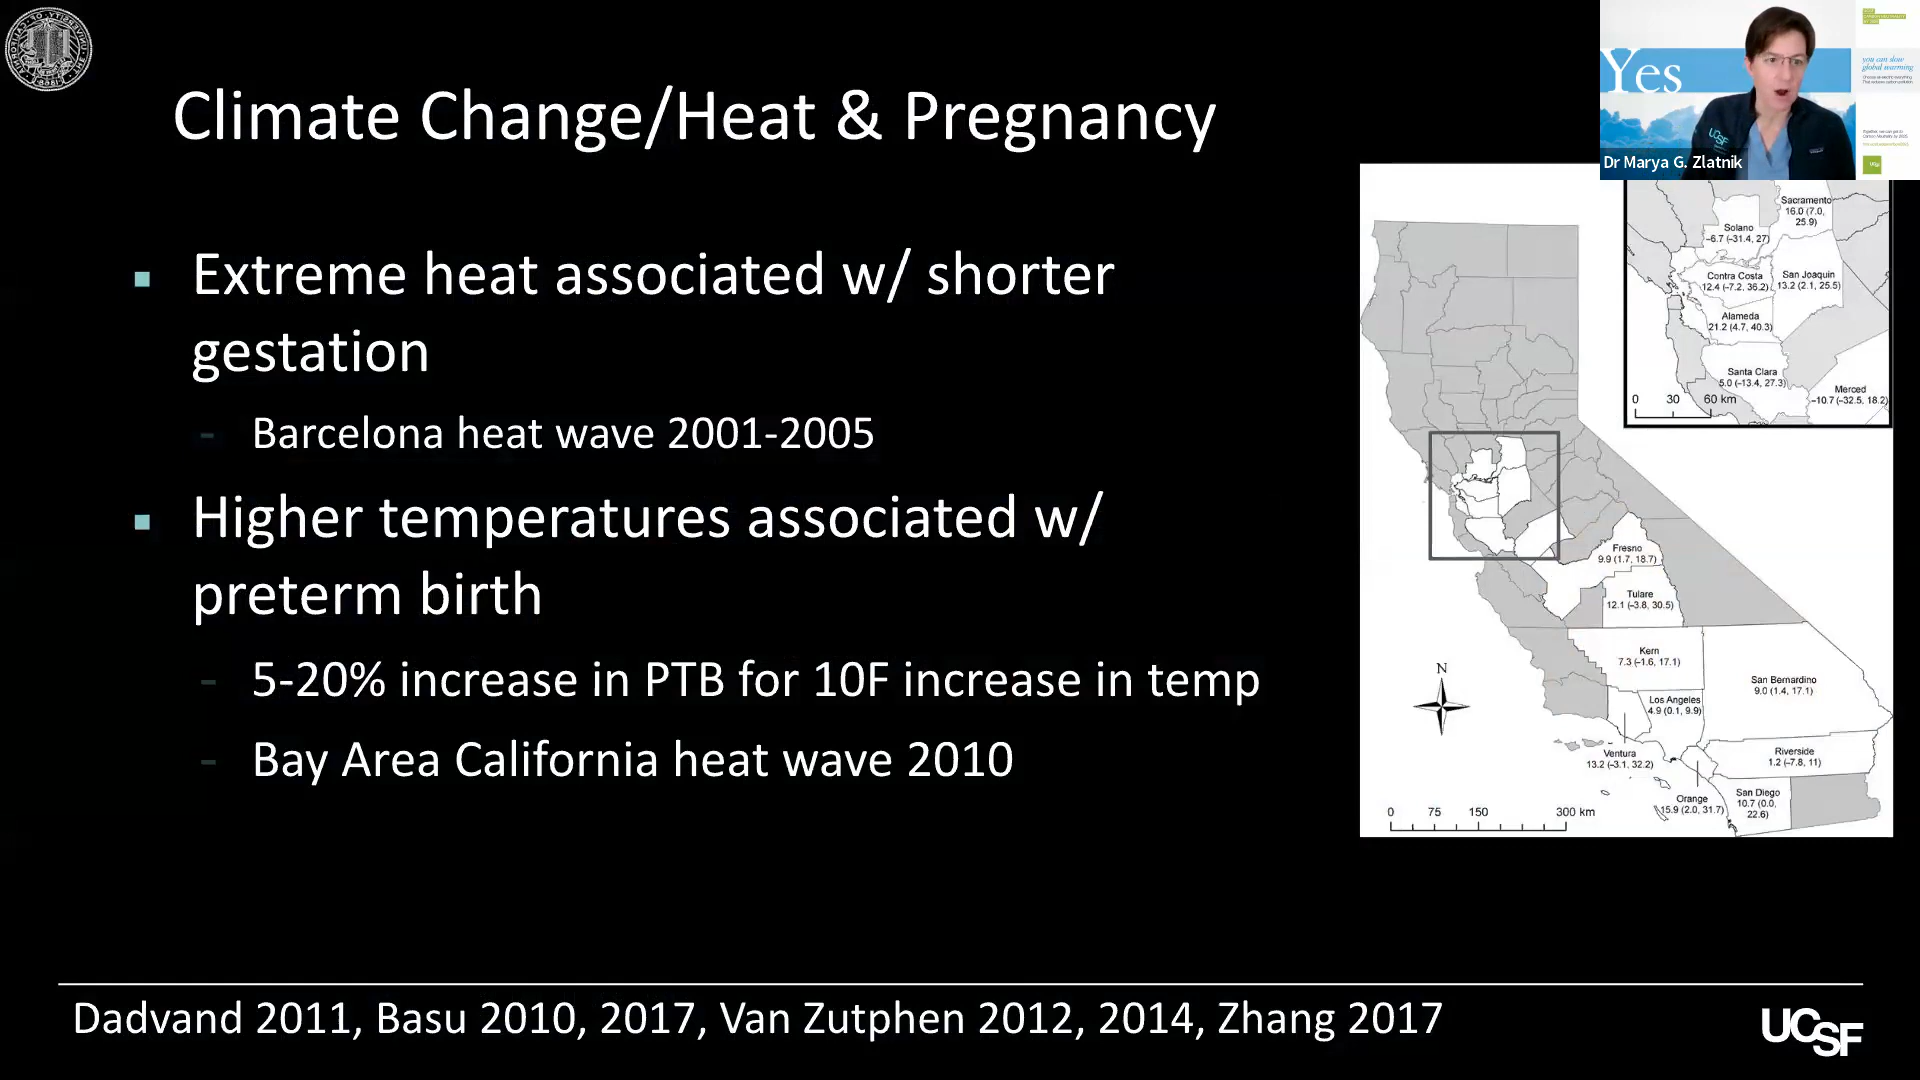 Climate Change/Heat & Pregnancy
Extreme heat associated w/ shorter
gestation
- Barcelona heat wave 2001-2005
Higher temperatures associated w/
preterm birth
- 5-20% increase in PTB for 10F increase in temp
- Bay Area California heat wave 2010
Dadvand 2011, Basu 2010, 2017, Van Zutphen 2012, 2014, Zhang 2017
UCSF
Yes
UCSF
Dr Marya G. Zlatnik
you can slow
global warming
Sacramento
16.0 (7.0,
25.9)
Solano
−6.7 (−31.4, 27)
Contra Costa
12.4 (−7.2, 36.2)
San Joaquin
13.2 (2.1, 25.5)
Alameda
21.2 (4.7, 40.3)
Santa Clara
5.0 (−13.4, 27.3)
Merced
−10.7 (−32.5, 18.2)
0 30 60 km
Fresno
9.9 (1.7, 18.7)
Tulare
12.1 (−3.8, 30.5)
Kern
7.3 (−1.6, 17.1)
San Bernardino
9.0 (1.4, 17.1)
Los Angeles
4.9 (0.1, 9.9)
Ventura
13.2 (−3.1, 32.2)
Riverside
1.2 (−7.8, 11)
Orange
15.9 (2.0, 31.7)
San Diego
10.7 (0.0,
22.6)
N
0 75 150 300 km